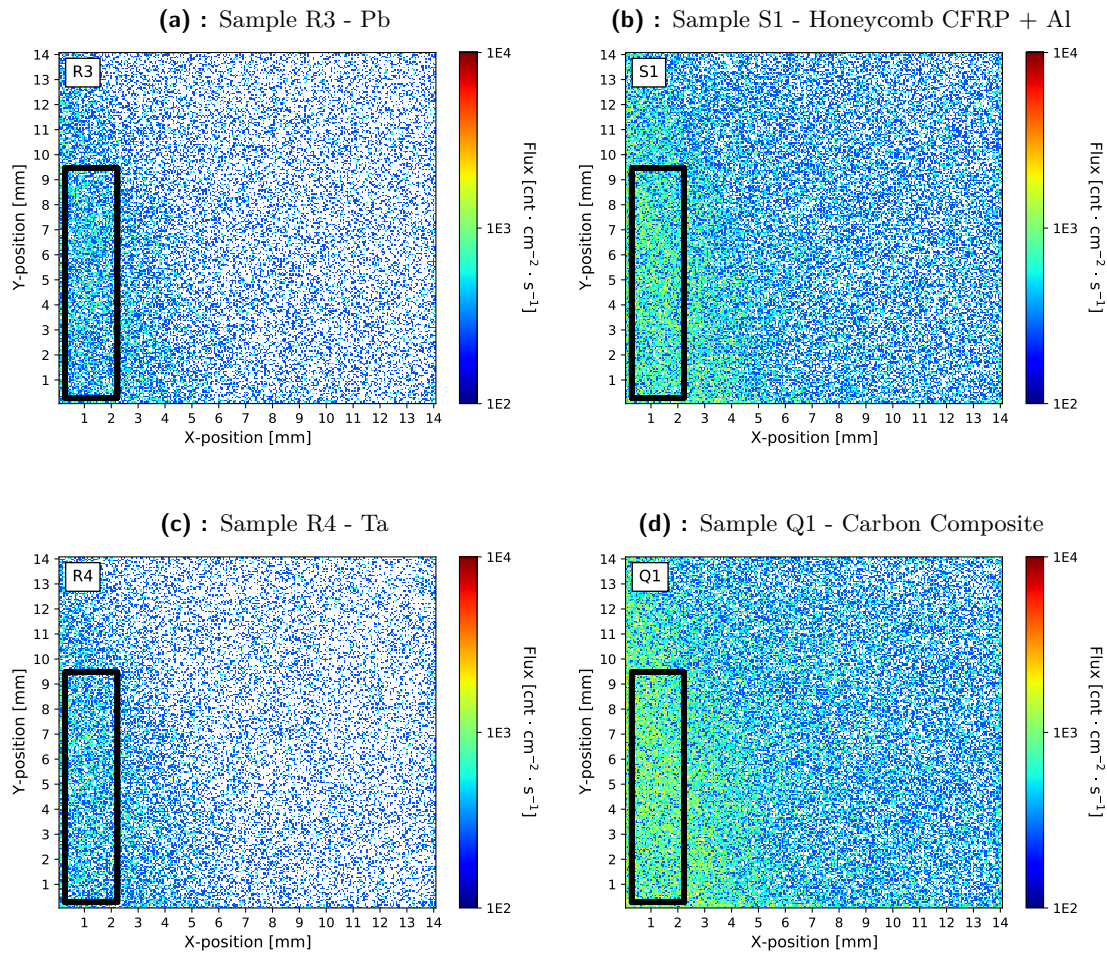 (a) : Sample R3 - Pb
R3
14
13
12
11
10
9
8
7
6
5
4
3
2
1
Y-position [mm]
1 2 3 4 5 6 7 8 9 10 11 12 13 14
X-position [mm]
1E4
1E3
1E2
Flux [cnt · cm⁻² · s⁻¹]
(b) : Sample S1 - Honeycomb CFRP + Al
S1
14
13
12
11
10
9
8
7
6
5
4
3
2
1
Y-position [mm]
1 2 3 4 5 6 7 8 9 10 11 12 13 14
X-position [mm]
1E4
1E3
1E2
Flux [cnt · cm⁻² · s⁻¹]
(c) : Sample R4 - Ta
R4
14
13
12
11
10
9
8
7
6
5
4
3
2
1
Y-position [mm]
1 2 3 4 5 6 7 8 9 10 11 12 13 14
X-position [mm]
1E4
1E3
1E2
Flux [cnt · cm⁻² · s⁻¹]
(d) : Sample Q1 - Carbon Composite
Q1
14
13
12
11
10
9
8
7
6
5
4
3
2
1
Y-position [mm]
1 2 3 4 5 6 7 8 9 10 11 12 13 14
X-position [mm]
1E4
1E3
1E2
Flux [cnt · cm⁻² · s⁻¹]